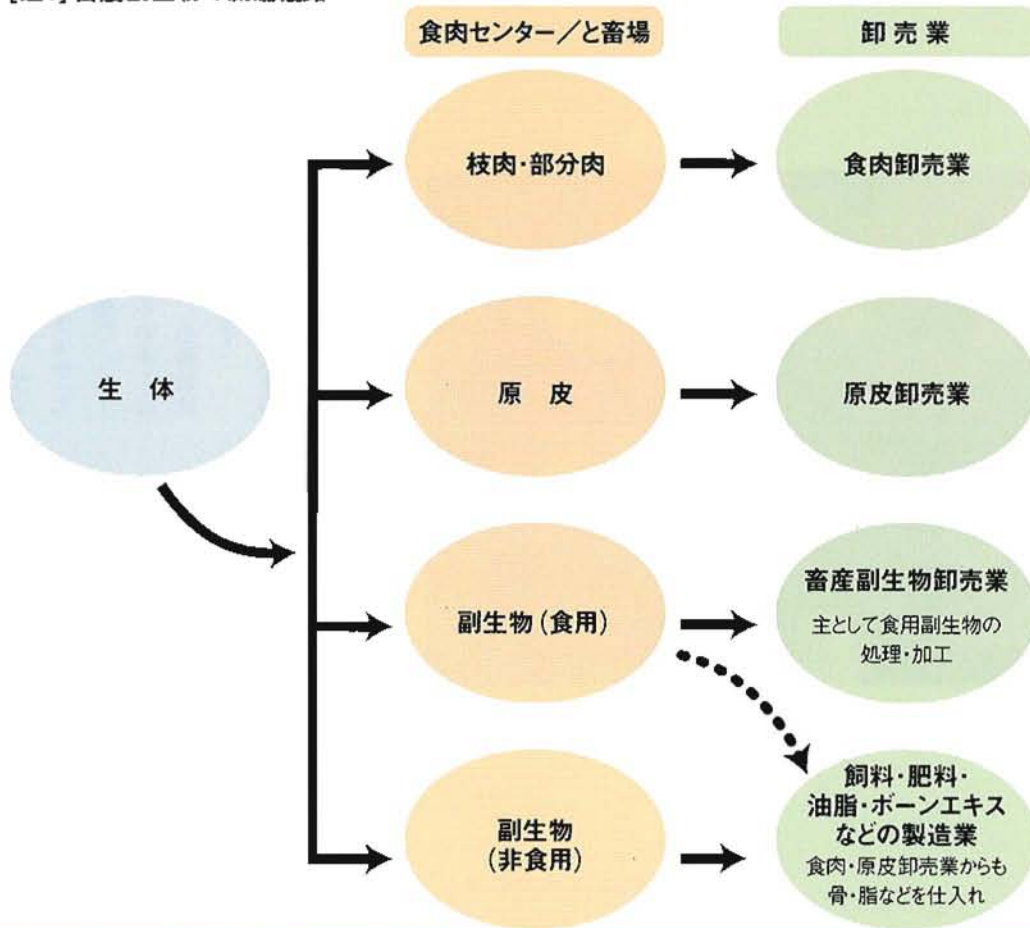 食肉センター／と畜場
卸売業
枝肉・部分肉
食肉卸売業
生 体
原 皮
原皮卸売業
副生物（食用）
畜産副生物卸売業
主として食用副生物の
処理・加工
副生物
（非食用）
飼料・肥料・
油脂・ボーンエキス
などの製造業
食肉・原皮卸売業からも
骨・脂などを仕入れ